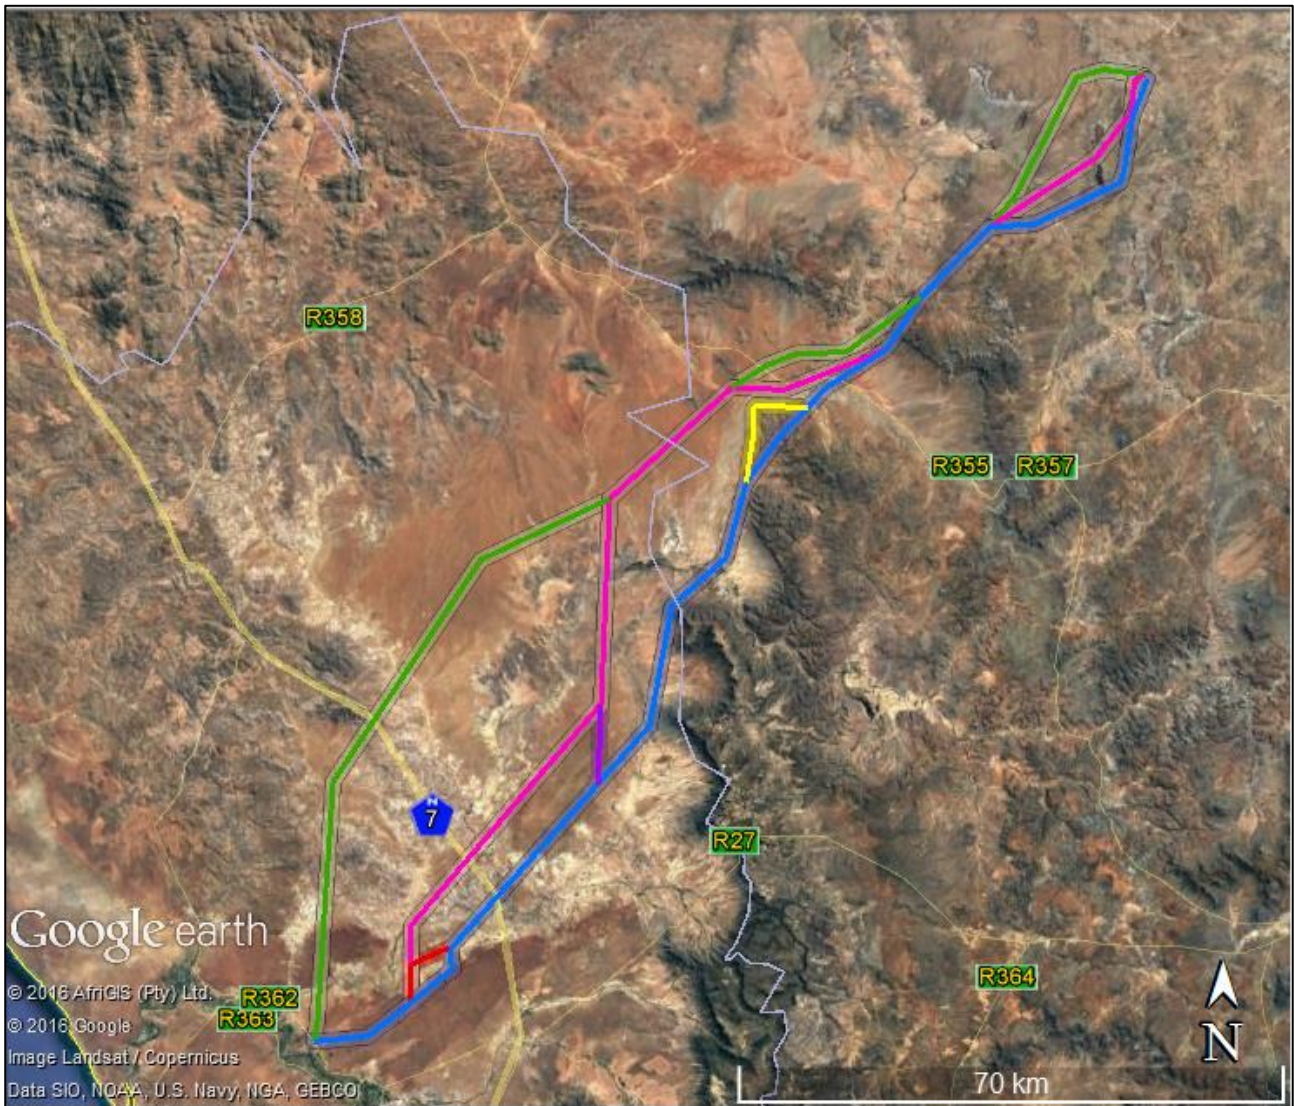 R358
R355
R357
N
7
R27
Google earth
R364
R362
R363
© 2016 AfriGIS (Pty) Ltd.
© 2016 Google
Image Landsat / Copernicus
Data SIO, NOAA, U.S. Navy, NGA, GEBCO
N
70 km